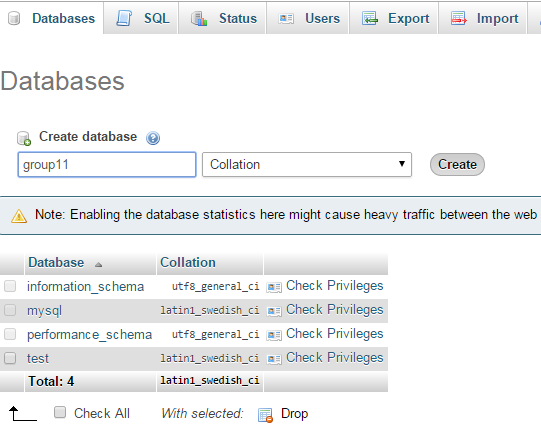 Databases SQL Status Users Export Import
Databases
Create database
group11 Collation Create
Note: Enabling the database statistics here might cause heavy traffic between the web
Database Collation
information_schema utf8_general_ci Check Privileges
mysql latin1_swedish_ci Check Privileges
performance_schema utf8_general_ci Check Privileges
test latin1_swedish_ci Check Privileges
Total: 4 latin1_swedish_ci
Check All With selected: Drop